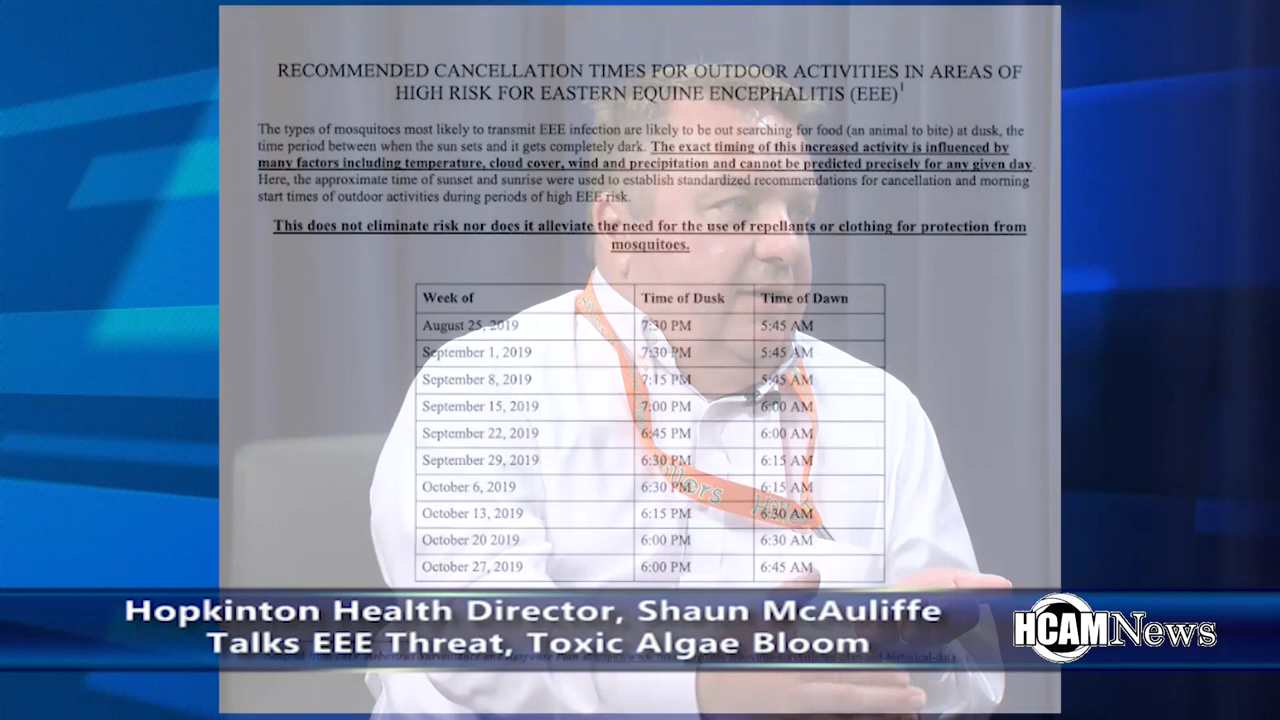 RECOMMENDED CANCELLATION TIMES FOR OUTDOOR ACTIVITIES IN AREAS OF
HIGH RISK FOR EASTERN EQUINE ENCEPHALITIS (EEE)1
The types of mosquitoes most likely to transmit EEE infection are likely to be out searching for food (an animal to bite) at dusk, the
time period between when the sun sets and it gets completely dark. The exact timing of this increased activity is influenced by
many factors including temperature, cloud cover, wind and precipitation and cannot be predicted precisely for any given day.
Here, the approximate time of sunset and sunrise were used to establish standardized recommendations for cancellation and morning
start times of outdoor activities during periods of high EEE risk.
This does not eliminate risk nor does it alleviate the need for the use of repellants or clothing for protection from
mosquitoes.
Week of Time of Dusk Time of Dawn
August 25, 2019 7:30 PM 5:45 AM
September 1, 2019 7:30 PM 5:45 AM
September 8, 2019 7:15 PM 5:45 AM
September 15, 2019 7:00 PM 6:00 AM
September 22, 2019 6:45 PM 6:00 AM
September 29, 2019 6:30 PM 6:15 AM
October 6, 2019 6:30 PM 6:15 AM
October 13, 2019 6:15 PM 6:30 AM
October 20 2019 6:00 PM 6:30 AM
October 27, 2019 6:00 PM 6:45 AM
Hopkinton Health Director, Shaun McAuliffe
Talks EEE Threat, Toxic Algae Bloom
HCAM News